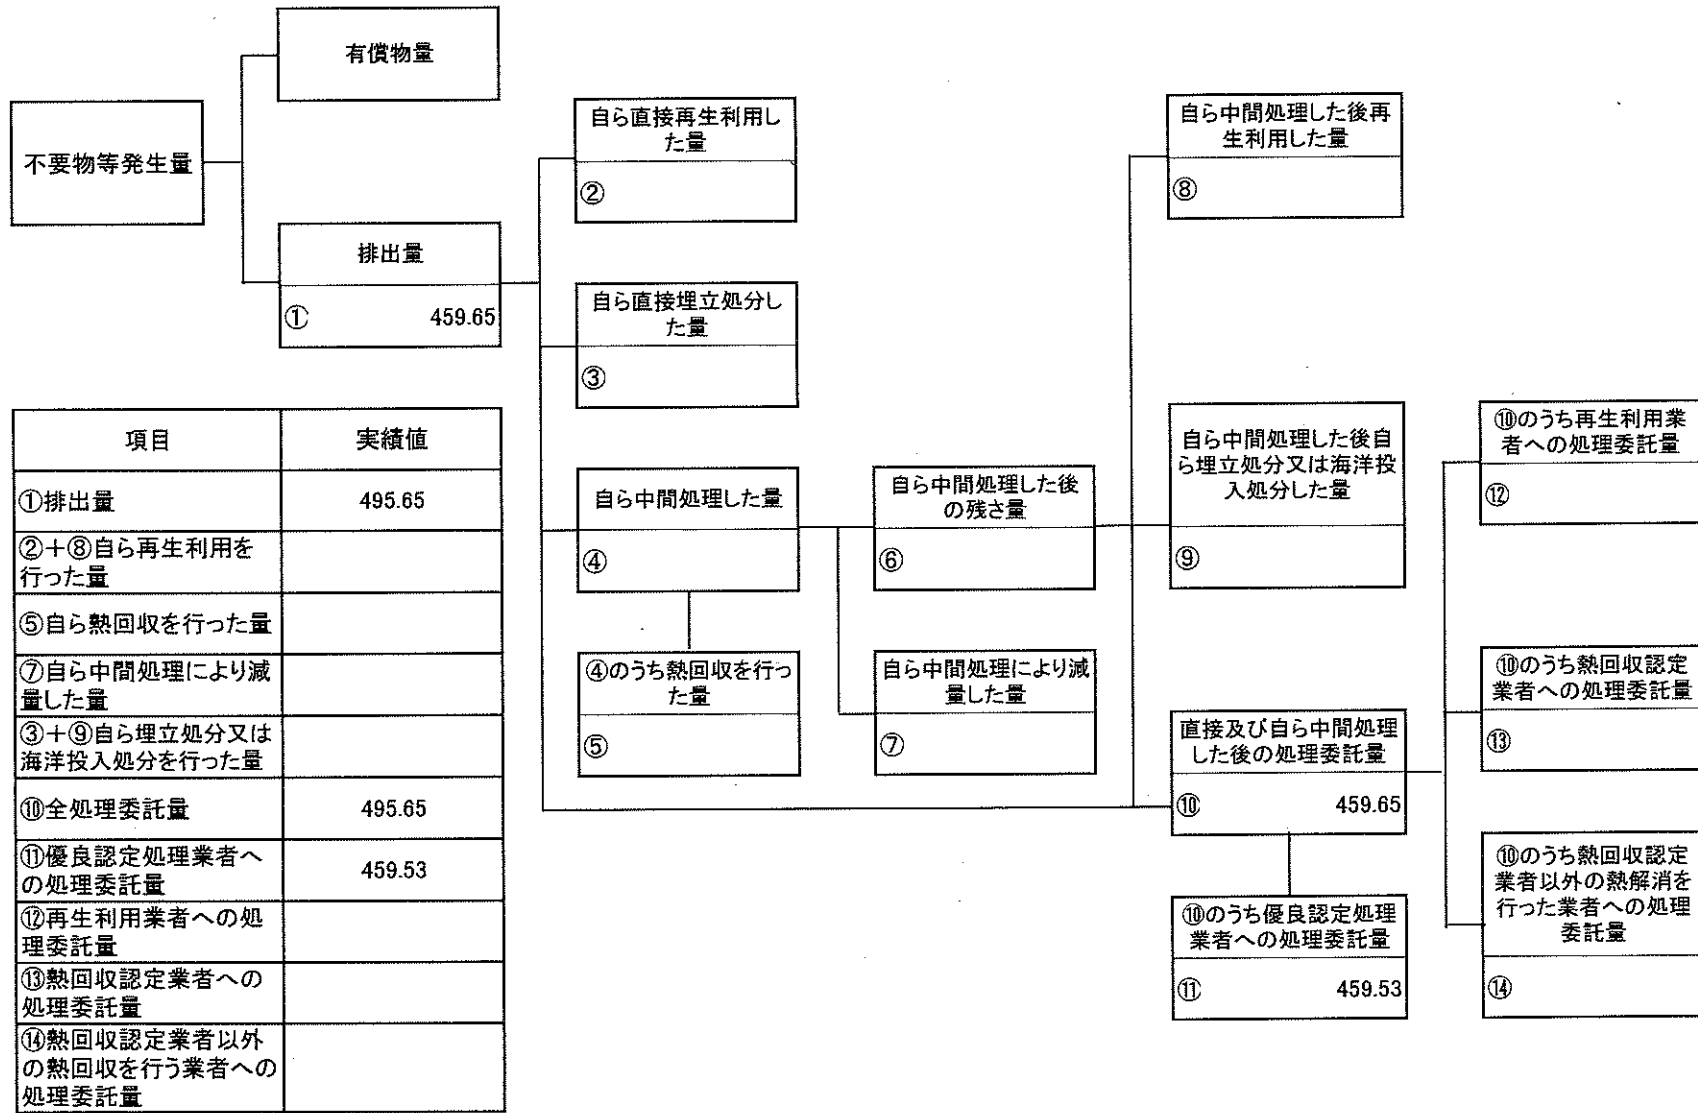 有償物量
不要物等発生量
排出量
① 459.65
自ら直接再生利用し
た量
②
自ら直接埋立処分し
た量
③
自ら中間処理した量
④
④のうち熱回収を行っ
た量
⑤
自ら中間処理した後
の残さ量
⑥
自ら中間処理により減
量した量
⑦
自ら中間処理した後再
生利用した量
⑧
自ら中間処理した後自
ら埋立処分又は海洋投
入処分した量
⑨
直接及び自ら中間処理
した後の処理委託量
⑩ 459.65
⑩のうち優良認定処理
業者への処理委託量
⑪ 459.53
⑩のうち再生利用業
者への処理委託量
⑫
⑩のうち熱回収認定
業者への処理委託量
⑬
⑩のうち熱回収認定
業者以外の熱解消を
行った業者への処理
委託量
⑭
項目 実績値
①排出量 495.65
②+⑧自ら再生利用を
行った量
⑤自ら熱回収を行った量
⑦自ら中間処理により減
量した量
③+⑨自ら埋立処分又は
海洋投入処分を行った量
⑩全処理委託量 495.65
⑪優良認定処理業者へ
の処理委託量 459.53
⑫再生利用業者への処
理委託量
⑬熱回収認定業者への
処理委託量
⑭熱回収認定業者以外
の熱回収を行う業者への
処理委託量